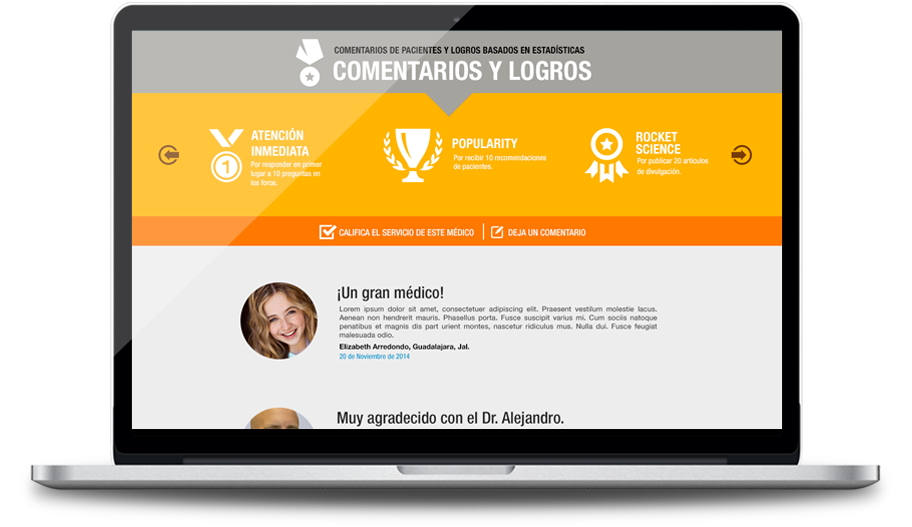 COMENTARIOS DE PACIENTES Y LOGROS BASADOS EN ESTADÍSTICAS
COMENTARIOS Y LOGROS
ATENCIÓN
INMEDIATA
Por responder en primer
lugar a 10 preguntas en
los foros.
1
POPULARITY
Por recibir 10 recomendaciones
de pacientes.
ROCKET
SCIENCE
Por publicar 20 artículos
de divulgación.
CALIFICA EL SERVICIO DE ESTE MÉDICO
DEJA UN COMENTARIO
¡Un gran médico!
Lorem ipsum dolor sit amet, consectetuer adipiscing elit. Praesent vestilum molestie lacus.
Aenean non hendrerit mauris. Phasellus porta. Fusce suscipit varius mi. Cum sociis natoque
penatibus et magnis dis part urient montes, nascetur ridiculus mus. Nulla dui. Fusce feugiat
malesuada odio.
Elizabeth Arredondo, Guadalajara, Jal.
20 de Noviembre de 2014
Muy agradecido con el Dr. Alejandro.